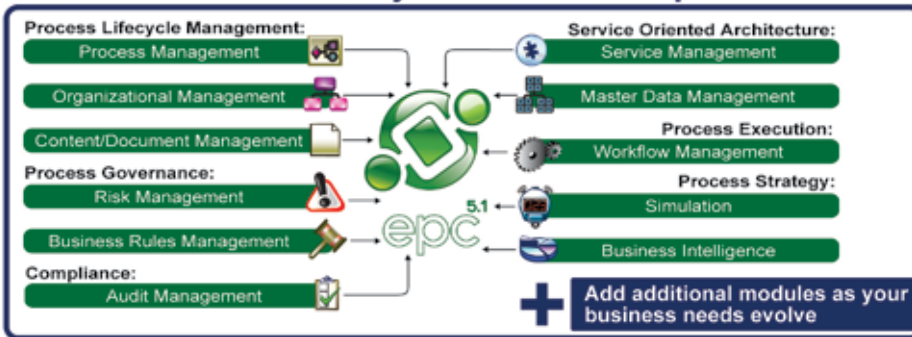 Process Lifecycle Management:
Process Management
Organizational Management
Content/Document Management
Process Governance:
Risk Management
Business Rules Management
Compliance:
Audit Management
5.1
epc
Service Oriented Architecture:
Service Management
Master Data Management
Process Execution:
Workflow Management
Process Strategy:
Simulation
Business Intelligence
Add additional modules as your
business needs evolve